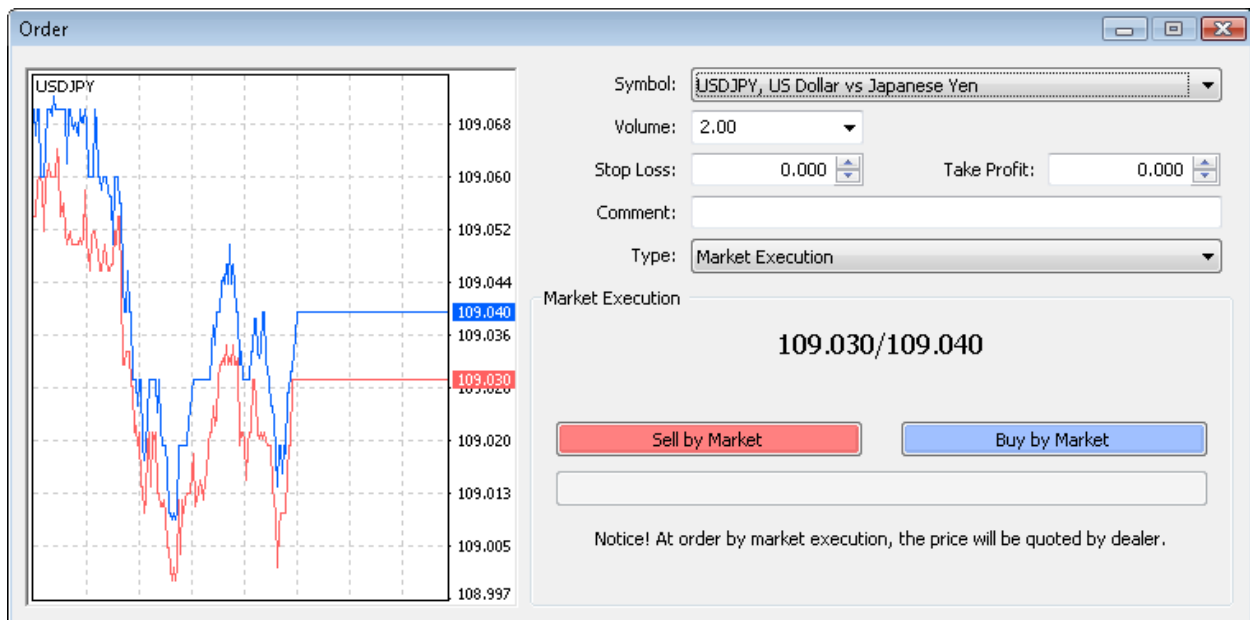 Order
USDJPY
109.068
109.060
109.052
109.044
109.040
109.036
109.030
109.020
109.013
109.005
108.997
Symbol: USDJPY, US Dollar vs Japanese Yen
Volume: 2.00
Stop Loss: 0.000 Take Profit: 0.000
Comment:
Type: Market Execution
Market Execution
109.030/109.040
Sell by Market Buy by Market
Notice! At order by market execution, the price will be quoted by dealer.